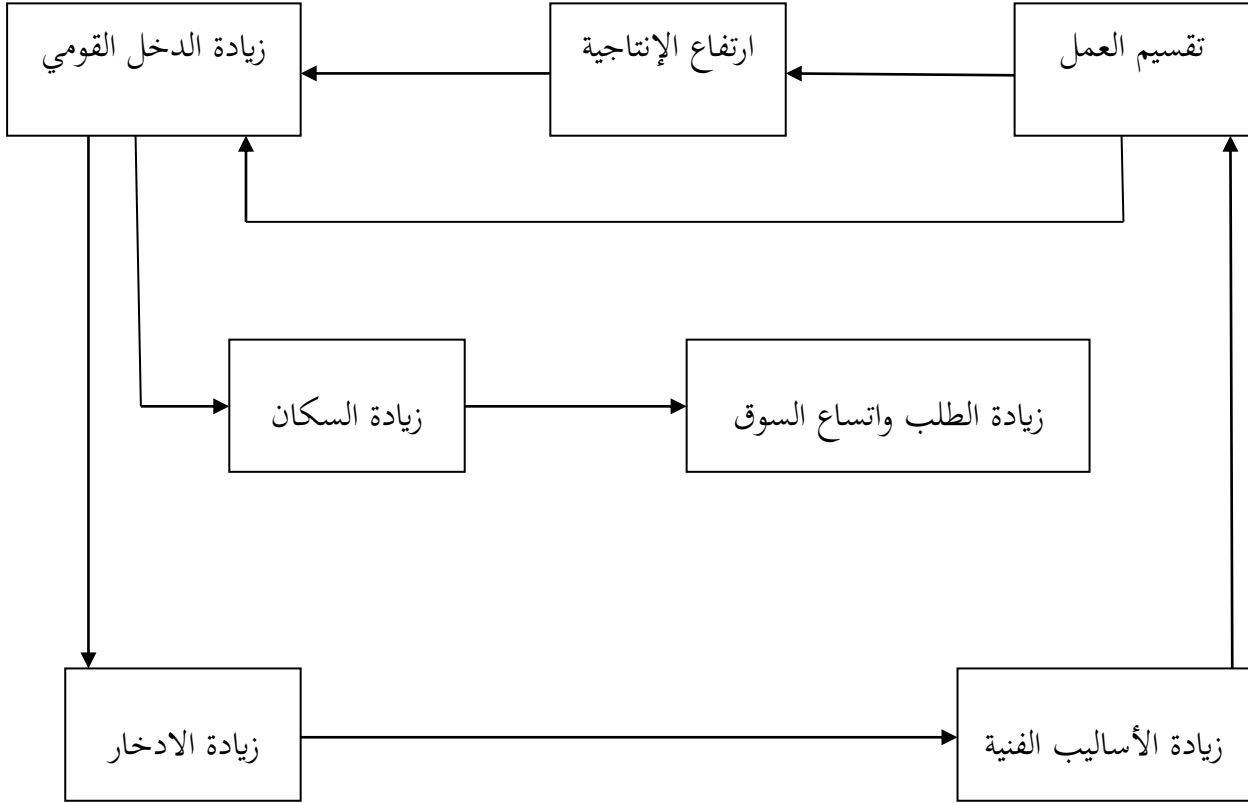 تقسيم العمل
ارتفاع الإنتاجية
زيادة الدخل القومي
زيادة السكان
زيادة الطلب واتساع السوق
زيادة الادخار
زيادة الأساليب الفنية